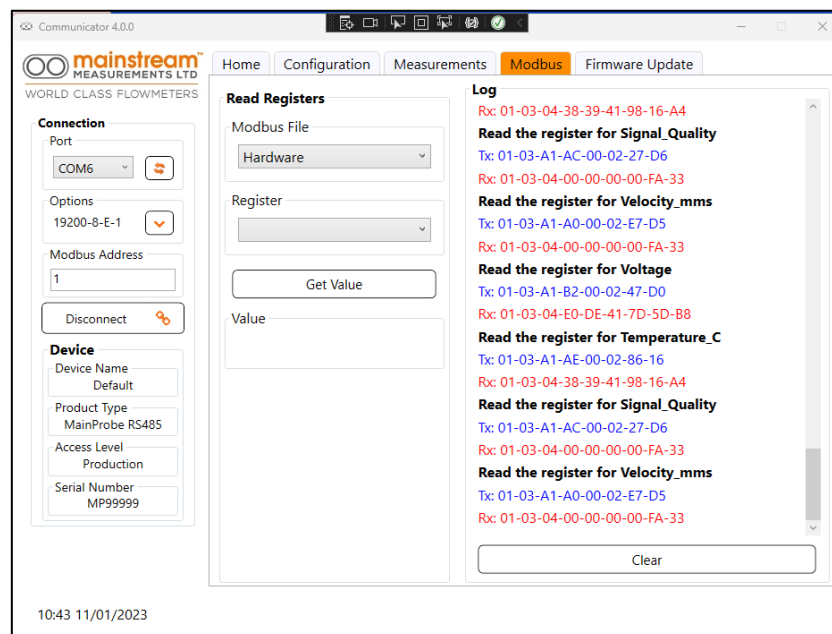 Communicator 4.0.0
mainstream™
MEASUREMENTS LTD
WORLD CLASS FLOWMETERS
Home
Configuration
Measurements
Modbus
Firmware Update
Connection
Port
COM6
Options
19200-8-E-1
Modbus Address
1
Disconnect
Device
Device Name
Default
Product Type
MainProbe RS485
Access Level
Production
Serial Number
MP99999
Read Registers
Modbus File
Hardware
Register
Get Value
Value
Log
Rx: 01-03-04-38-39-41-98-16-A4
Read the register for Signal_Quality
Tx: 01-03-A1-AC-00-02-27-D6
Rx: 01-03-04-00-00-00-00-FA-33
Read the register for Velocity_mms
Tx: 01-03-A1-A0-00-02-E7-D5
Rx: 01-03-04-00-00-00-00-FA-33
Read the register for Voltage
Tx: 01-03-A1-B2-00-02-47-D0
Rx: 01-03-04-E0-DE-41-7D-5D-B8
Read the register for Temperature_C
Tx: 01-03-A1-AE-00-02-86-16
Rx: 01-03-04-38-39-41-98-16-A4
Read the register for Signal_Quality
Tx: 01-03-A1-AC-00-02-27-D6
Rx: 01-03-04-00-00-00-00-FA-33
Read the register for Velocity_mms
Tx: 01-03-A1-A0-00-02-E7-D5
Rx: 01-03-04-00-00-00-00-FA-33
Clear
10:43 11/01/2023